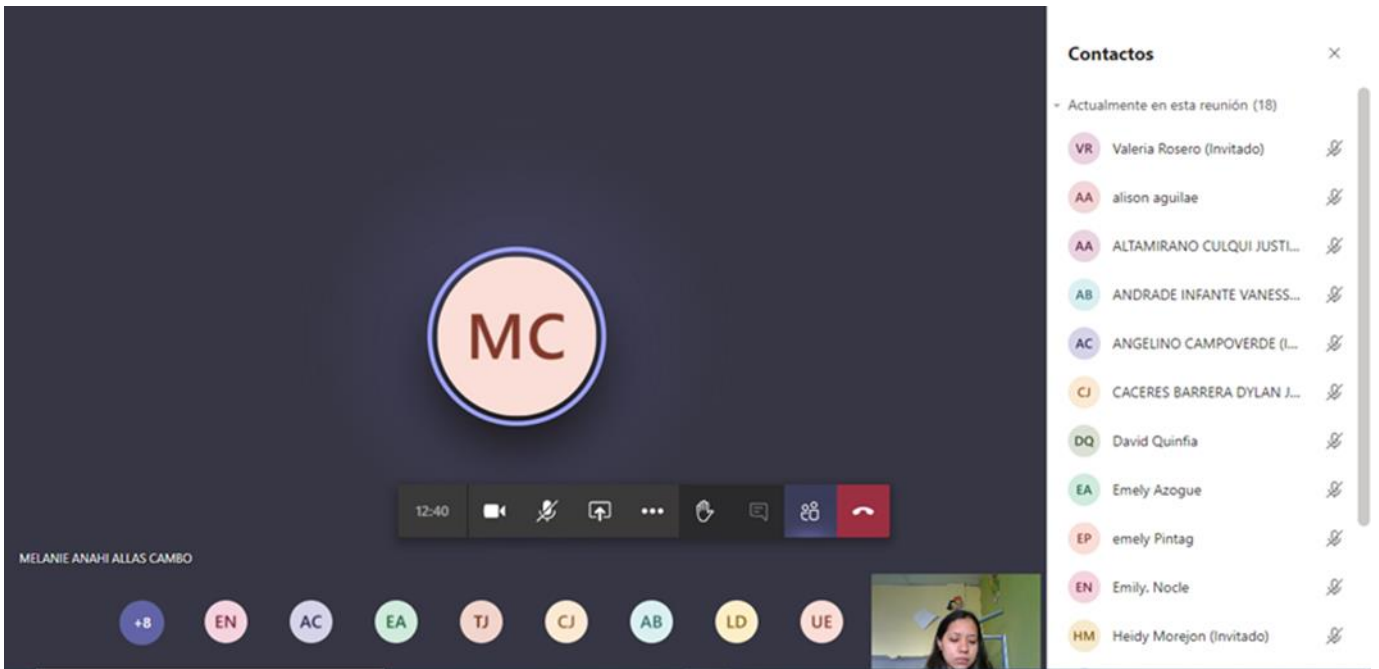 MC
12:40
MELANIE ANAHI ALLAS CAMBO
+8 EN AC EA TJ CJ AB LD UE
Contactos
Actualmente en esta reunión (18)
VR Valeria Rosero (Invitado)
AA alison aguilae
AA ALTAMIRANO CULQUI JUSTI...
AB ANDRADE INFANTE VANESS...
AC ANGELINO CAMPOVERDE (I...
CJ CACERES BARRERA DYLAN J...
DQ David Quinfia
EA Emely Azogue
EP emely Pintag
EN Emily. Nocle
HM Heidy Morejon (Invitado)